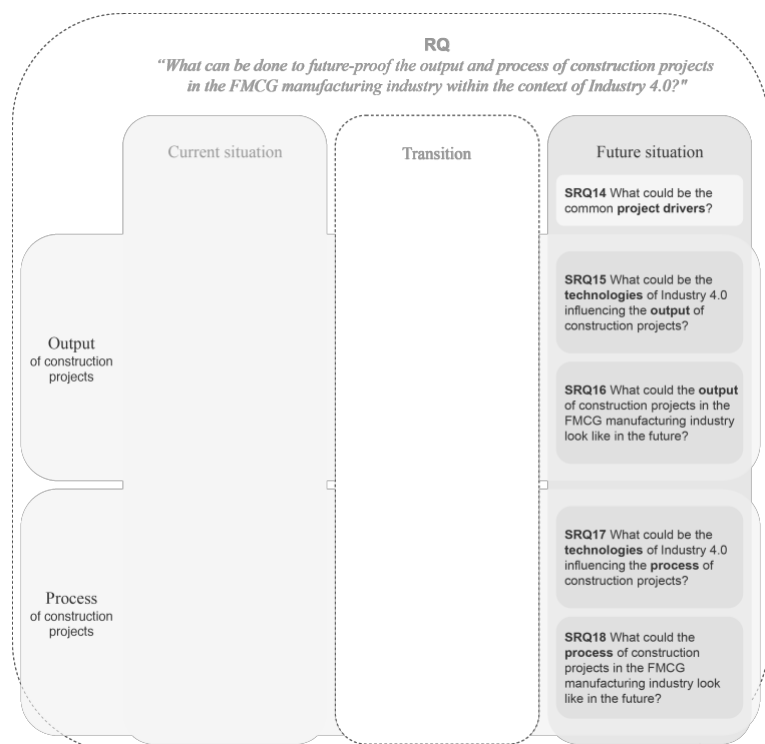 RQ
“What can be done to future-proof the output and process of construction projects
in the FMCG manufacturing industry within the context of Industry 4.0?"
Current situation
Transition
Future situation
SRQ14 What could be the
common project drivers?
Output
of construction
projects
SRQ15 What could be the
technologies of Industry 4.0
influencing the output of
construction projects?
SRQ16 What could the output
of construction projects in the
FMCG manufacturing industry
look like in the future?
Process
of construction
projects
SRQ17 What could be the
technologies of Industry 4.0
influencing the process of
construction projects?
SRQ18 What could the
process of construction
projects in the FMCG
manufacturing industry look
like in the future?